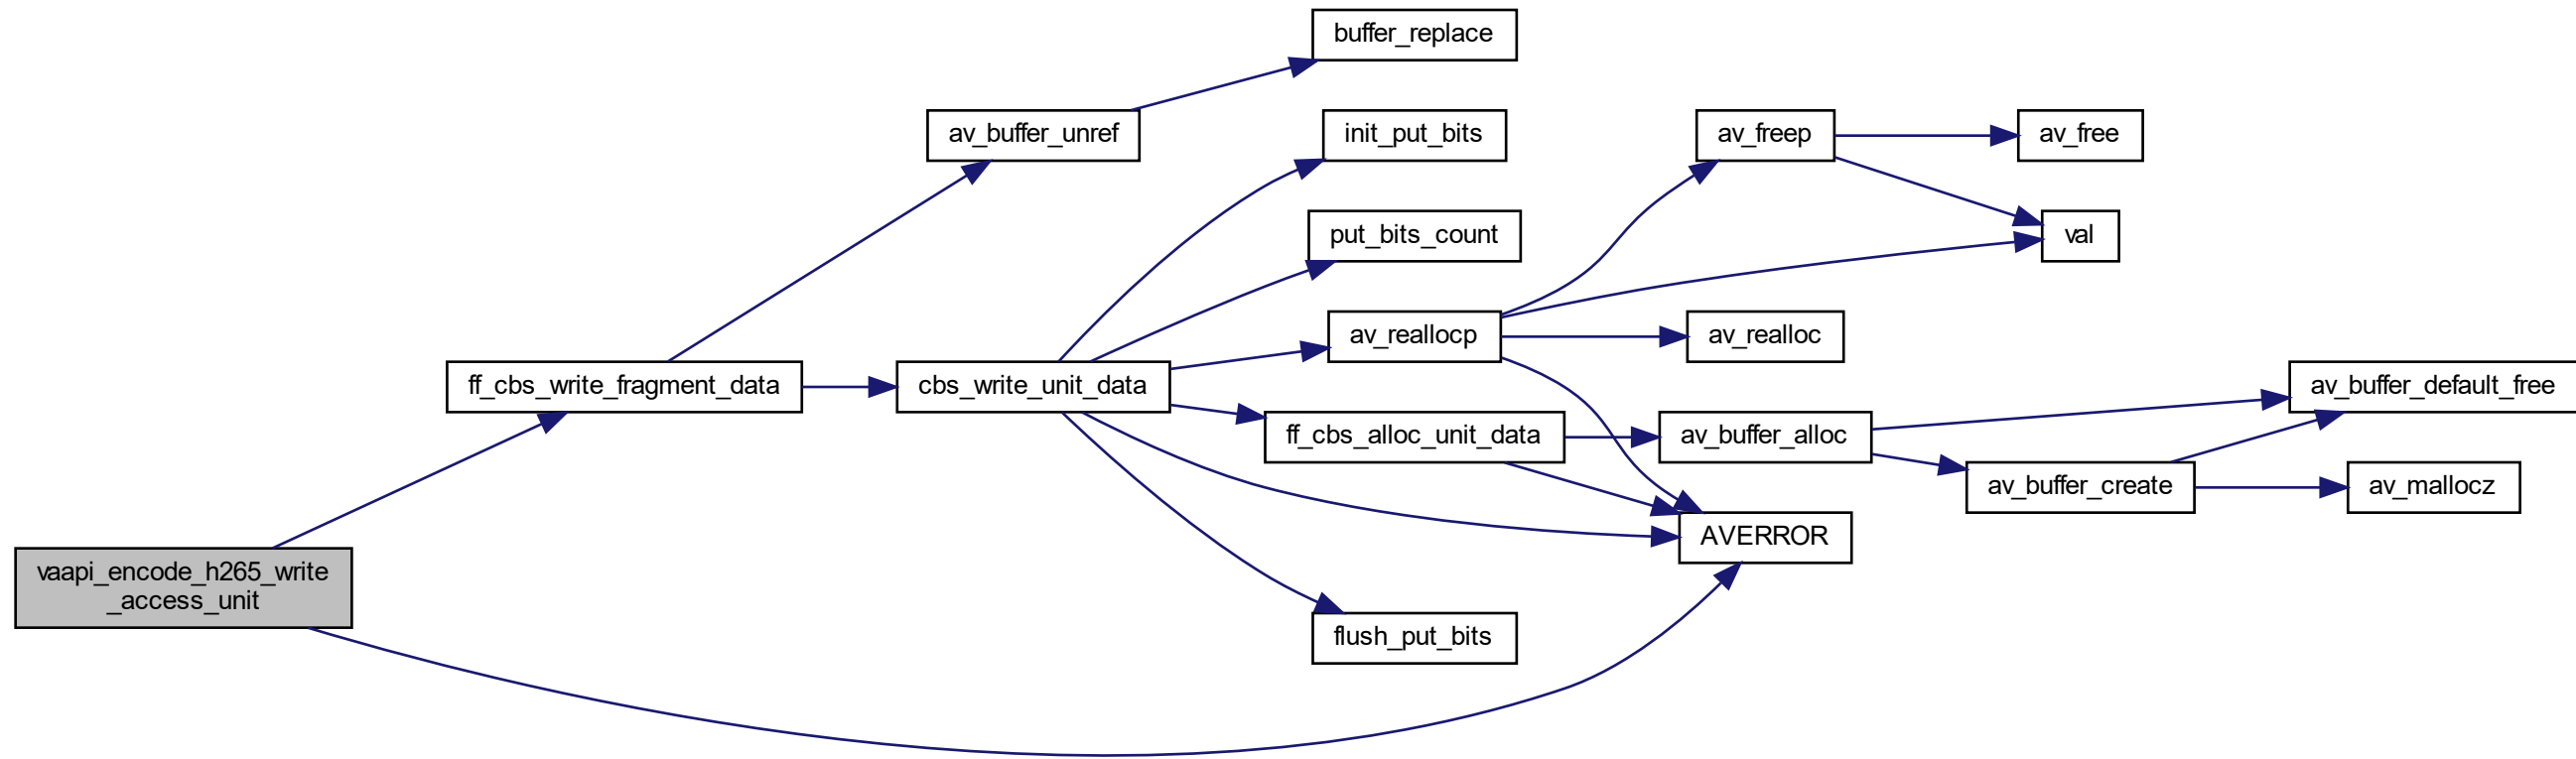 buffer_replace
av_buffer_unref
init_put_bits
av_freep
av_free
put_bits_count
val
av_reallocp
av_realloc
ff_cbs_write_fragment_data
cbs_write_unit_data
av_buffer_default_free
ff_cbs_alloc_unit_data
av_buffer_alloc
av_buffer_create
av_mallocz
AVERROR
vaapi_encode_h265_write
_access_unit
flush_put_bits